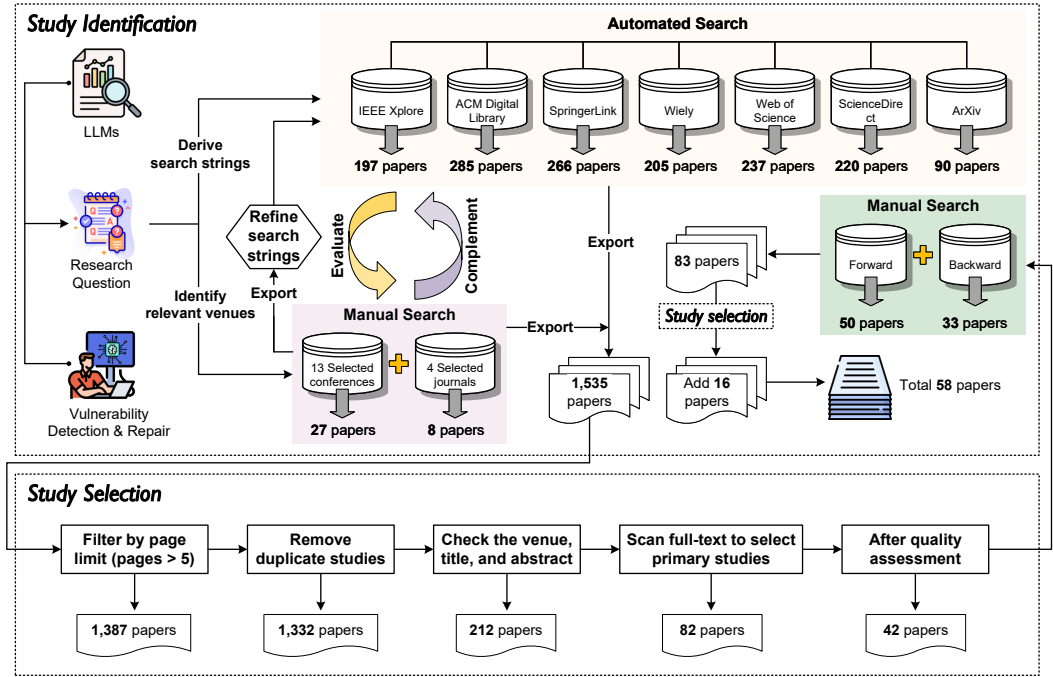 Study Identification
LLMs
Research
Question
Vulnerability
Detection & Repair
Derive
search strings
Identify
relevant venues
Refine
search
strings
Export
Evaluate
Complement
Automated Search
IEEE Xplore
197 papers
ACM Digital
Library
285 papers
SpringerLink
266 papers
Wiely
205 papers
Web of
Science
237 papers
ScienceDire
ct
220 papers
ArXiv
90 papers
Manual Search
13 Selected
conferences
27 papers
4 Selected
journals
8 papers
Export
Export
1,535
papers
Manual Search
Forward
50 papers
Backward
33 papers
83 papers
Study selection
Add 16
papers
Total 58 papers
Study Selection
Filter by page
limit (pages > 5)
1,387 papers
Remove
duplicate studies
1,332 papers
Check the venue,
title, and abstract
212 papers
Scan full-text to select
primary studies
82 papers
After quality
assessment
42 papers